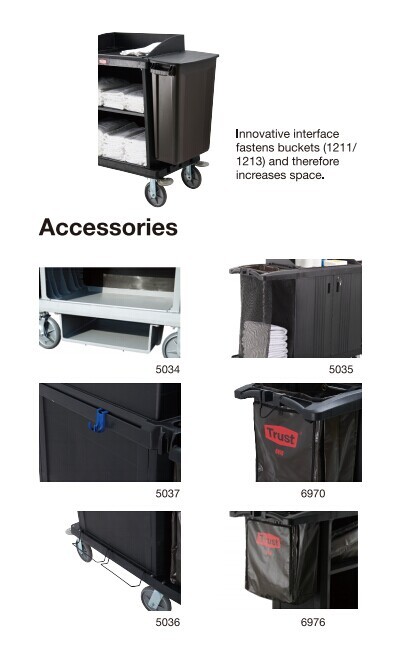 Innovative interface
fastens buckets (1211/
1213) and therefore
increases space.
Accessories
5034
5035
5037
Trust
6970
5036
Trust
6976